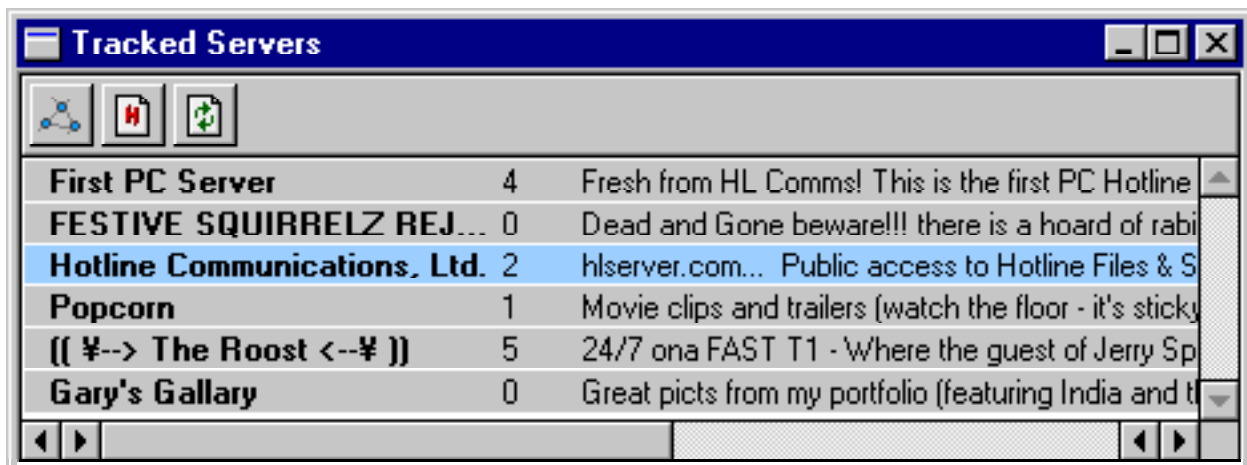 Tracked Servers
First PC Server 4 Fresh from HL Comms! This is the first PC Hotline
FESTIVE SQUIRRELZ REJ... 0 Dead and Gone beware!!! there is a hoard of rabi
Hotline Communications, Ltd. 2 hlserver.com... Public access to Hotline Files & S
Popcorn 1 Movie clips and trailers (watch the floor - it's sticky
(( ¥--> The Roost <--¥ )) 5 24/7 ona FAST T1 - Where the guest of Jerry Sp
Gary's Gallary 0 Great picts from my portfolio (featuring India and th